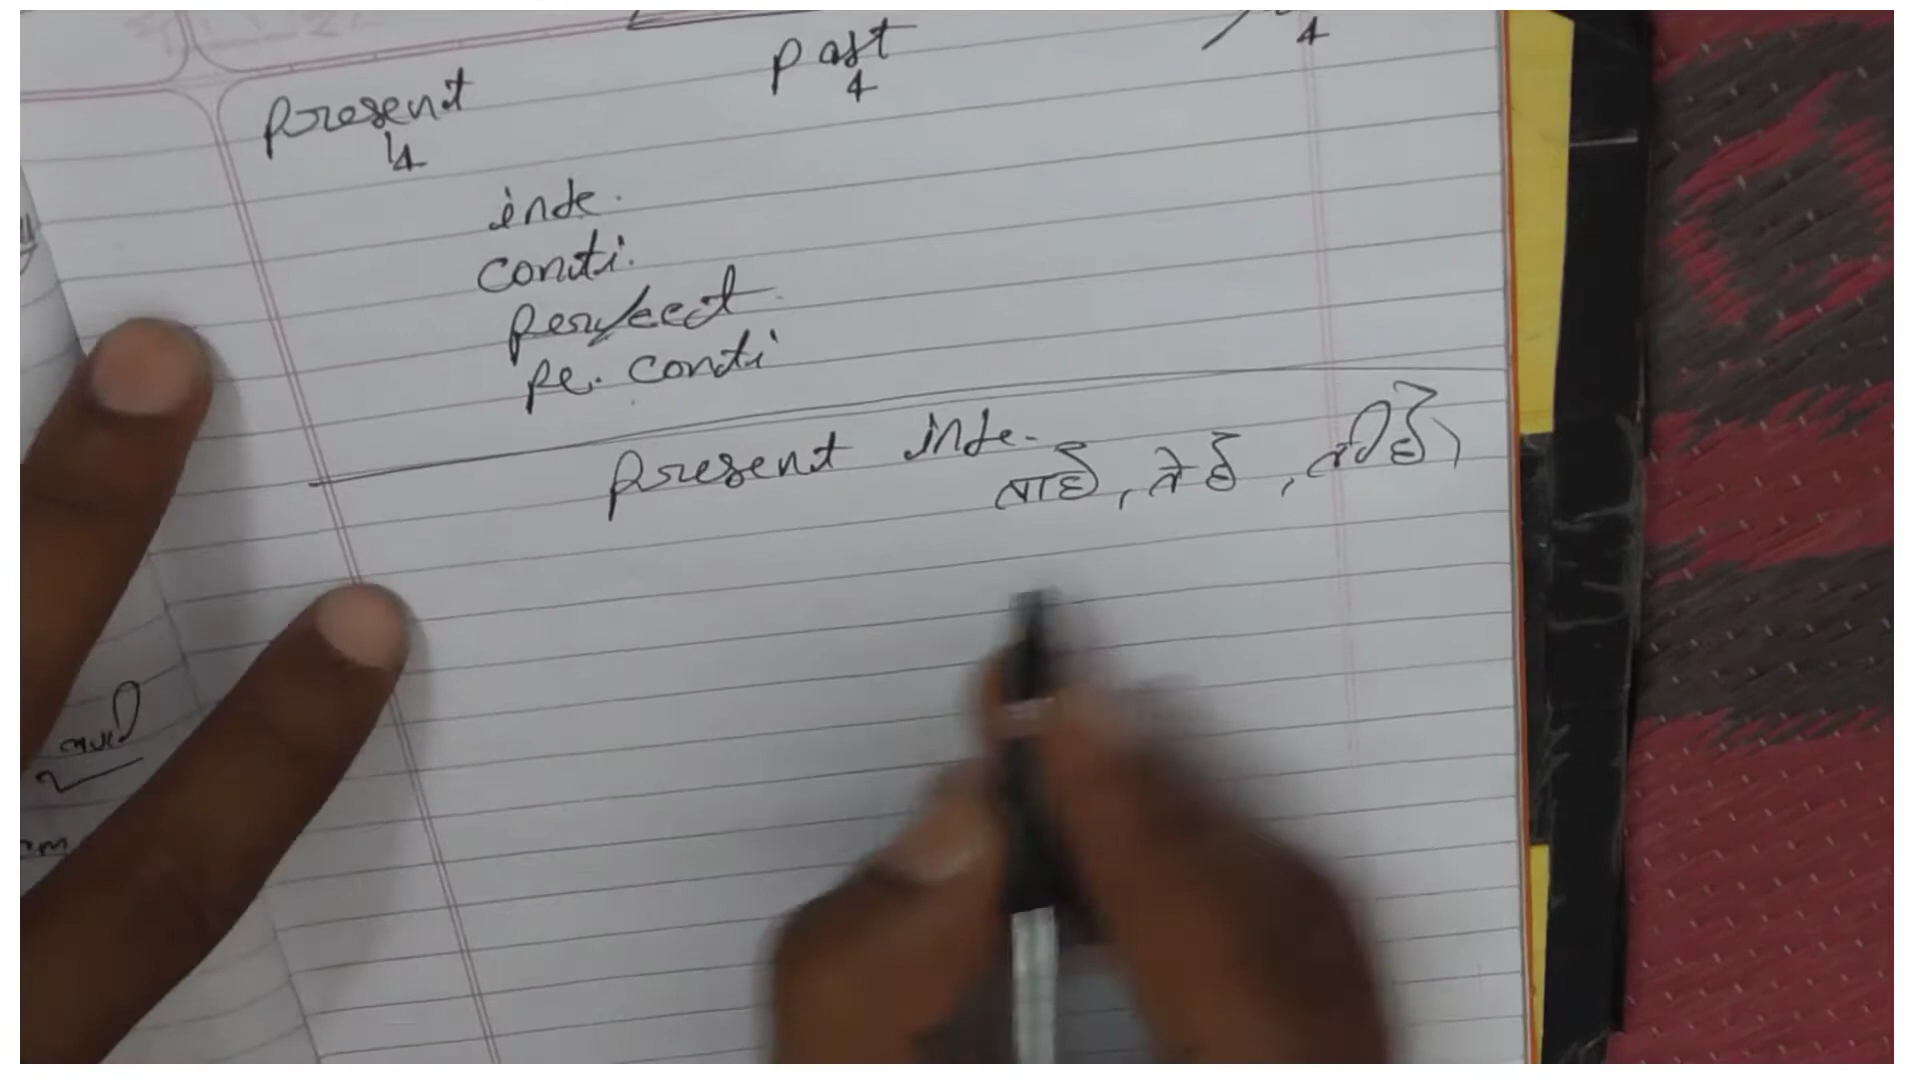 Present Past
4 4 4
inde.
conti.
perfect
pe. conti
Present inde.
ता है, ते है, ती है,